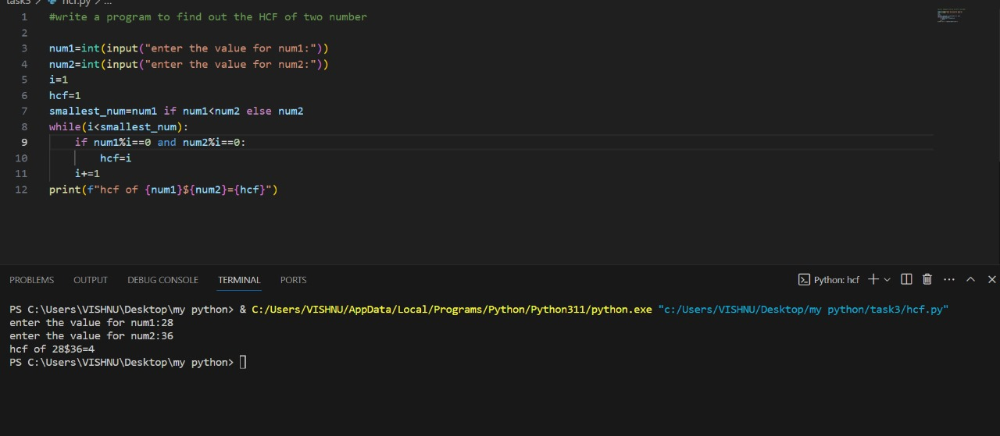 task3 > hcf.py > ...
1 #write a program to find out the HCF of two number
2
3 num1=int(input("enter the value for num1:"))
4 num2=int(input("enter the value for num2:"))
5 i=1
6 hcf=1
7 smallest_num=num1 if num1<num2 else num2
8 while(i<smallest_num):
9 if num1%i==0 and num2%i==0:
10 hcf=i
11 i+=1
12 print(f"hcf of {num1}${num2}={hcf}")
PROBLEMS OUTPUT DEBUG CONSOLE TERMINAL PORTS Python: hcf
PS C:\Users\VISHNU\Desktop\my python> & C:/Users/VISHNU/AppData/Local/Programs/Python/Python311/python.exe "c:/Users/VISHNU/Desktop/my python/task3/hcf.py"
enter the value for num1:28
enter the value for num2:36
hcf of 28$36=4
PS C:\Users\VISHNU\Desktop\my python>